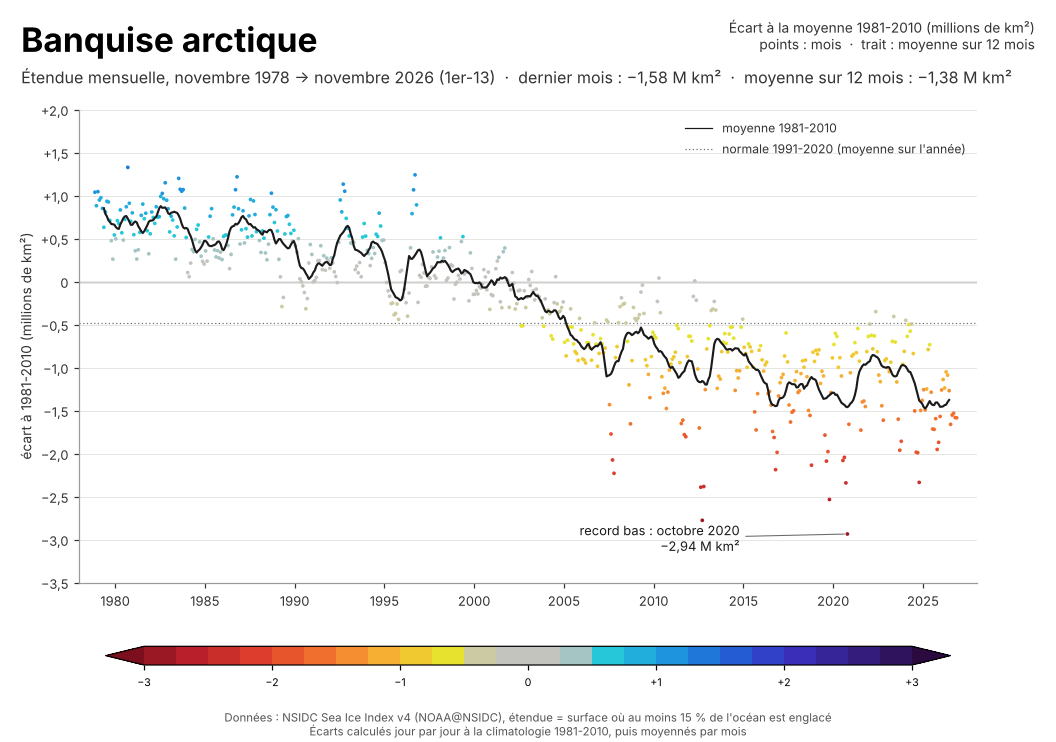 Banquise arctique
Écart à la moyenne 1981-2010 (millions de km²)
points : mois · trait : moyenne sur 12 mois
Étendue mensuelle, novembre 1978 → novembre 2026 (1er-13) · dernier mois : −1,58 M km² · moyenne sur 12 mois : −1,38 M km²
écart à 1981-2010 (millions de km²)
+2,0
+1,5
+1,0
+0,5
0
−0,5
−1,0
−1,5
−2,0
−2,5
−3,0
−3,5
moyenne 1981-2010
normale 1991-2020 (moyenne sur l'année)
record bas : octobre 2020
−2,94 M km²
1980 1985 1990 1995 2000 2005 2010 2015 2020 2025
−3 −2 −1 0 +1 +2 +3
Données : NSIDC Sea Ice Index v4 (NOAA@NSIDC), étendue = surface où au moins 15 % de l'océan est englacé
Écarts calculés jour par jour à la climatologie 1981-2010, puis moyennés par mois